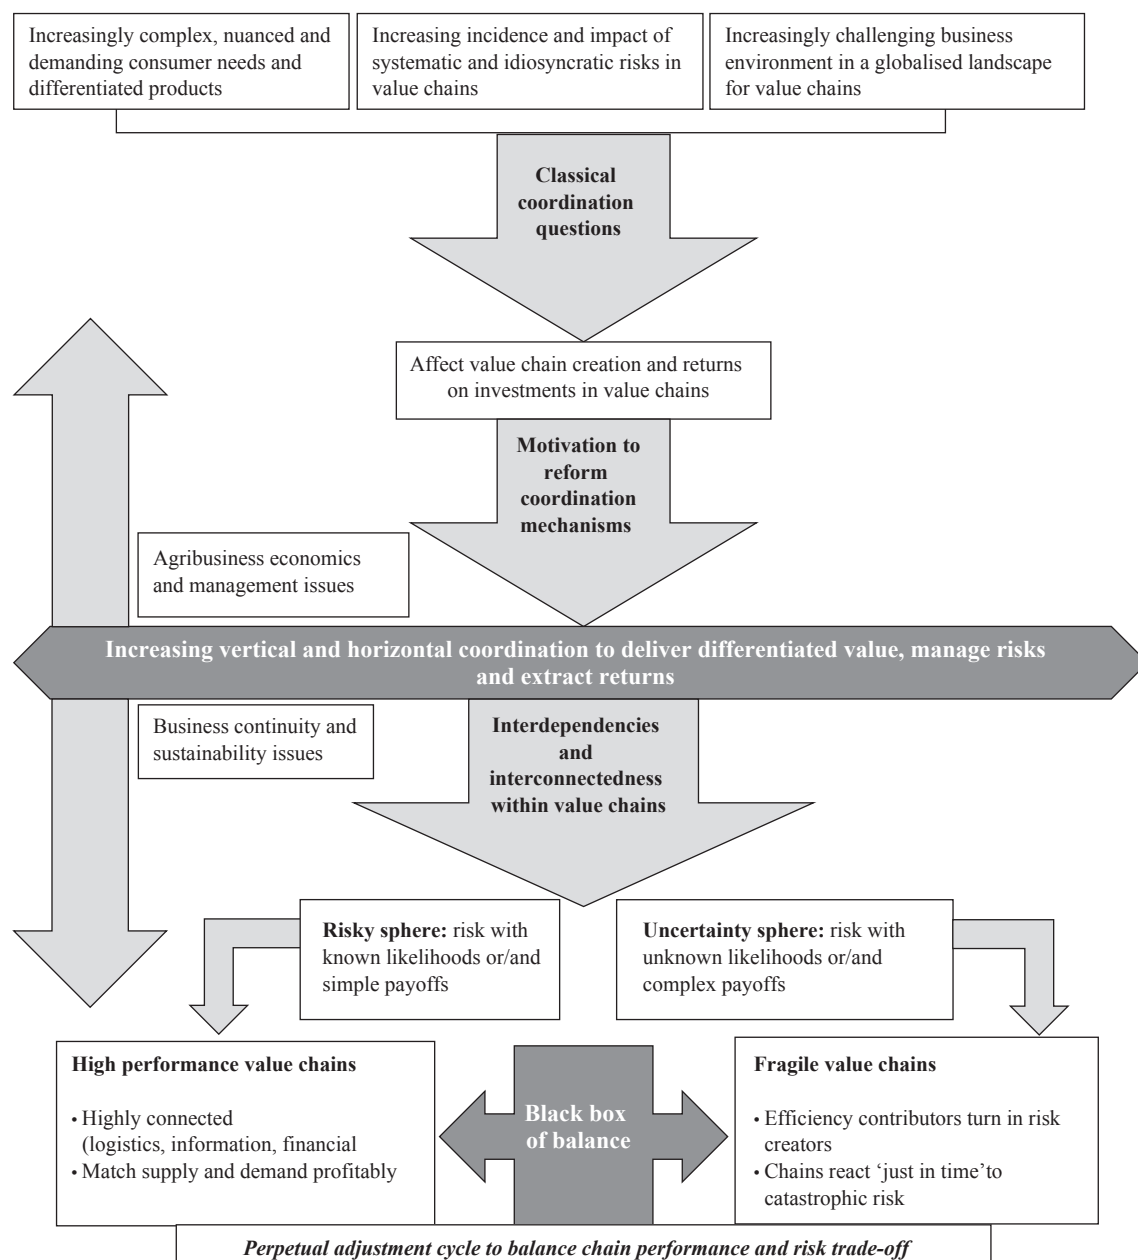 Increasingly complex, nuanced and
demanding consumer needs and
differentiated products
Increasing incidence and impact of
systematic and idiosyncratic risks in
value chains
Increasingly challenging business
environment in a globalised landscape
for value chains
Classical
coordination
questions
Affect value chain creation and returns
on investments in value chains
Motivation to
reform
coordination
mechanisms
Agribusiness economics
and management issues
Increasing vertical and horizontal coordination to deliver differentiated value, manage risks
and extract returns
Business continuity and
sustainability issues
Interdependencies
and
interconnectedness
within value chains
Risky sphere: risk with
known likelihoods or/and
simple payoffs
Uncertainty sphere: risk with
unknown likelihoods or/and
complex payoffs
High performance value chains
• Highly connected
(logistics, information, financial
• Match supply and demand profitably
Black box
of balance
Fragile value chains
• Efficiency contributors turn in risk
creators
• Chains react ‘just in time’to
catastrophic risk
Perpetual adjustment cycle to balance chain performance and risk trade-off